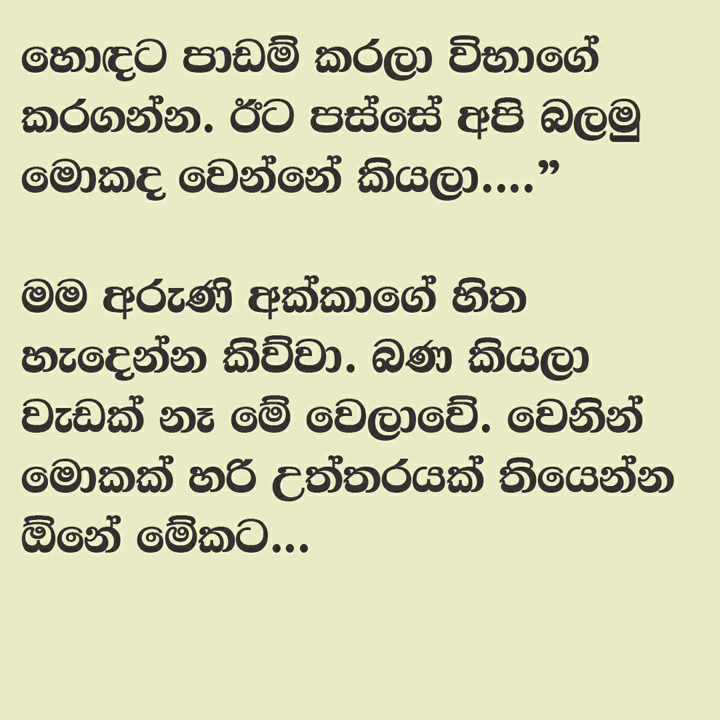 හොඳට පාඩම් කරලා විභාගේ
කරගන්න. ඊට පස්සේ අපි බලමු
මොකද වෙන්නේ කියලා....”
මම අරුණි අක්කාගේ හිත
හැදෙන්න කිව්වා. බණ කියලා
වැඩක් නෑ මේ වෙලාවේ. වෙනින්
මොකක් හරි උත්තරයක් තියෙන්න
ඕනේ මේකට...